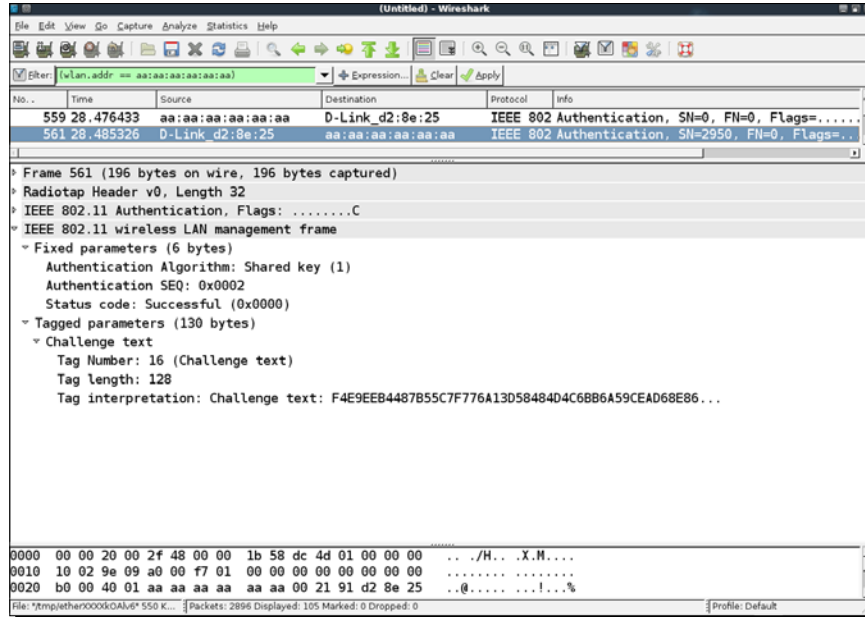 (Untitled) - Wireshark
File Edit View Go Capture Analyze Statistics Help
Filter: (wlan.addr == aa:aa:aa:aa:aa:aa) Expression... Clear Apply
No. . Time Source Destination Protocol Info
559 28.476433 aa:aa:aa:aa:aa:aa D-Link_d2:8e:25 IEEE 802 Authentication, SN=0, FN=0, Flags=......
561 28.485326 D-Link_d2:8e:25 aa:aa:aa:aa:aa:aa IEEE 802 Authentication, SN=2950, FN=0, Flags=..
Frame 561 (196 bytes on wire, 196 bytes captured)
Radiotap Header v0, Length 32
IEEE 802.11 Authentication, Flags: ........C
IEEE 802.11 wireless LAN management frame
Fixed parameters (6 bytes)
Authentication Algorithm: Shared key (1)
Authentication SEQ: 0x0002
Status code: Successful (0x0000)
Tagged parameters (130 bytes)
Challenge text
Tag Number: 16 (Challenge text)
Tag length: 128
Tag interpretation: Challenge text: F4E9EEB4487B55C7F776A13D58484D4C6BB6A59CEAD68E86...
0000 00 00 20 00 2f 48 00 00 1b 58 dc 4d 01 00 00 00 .. ./H.. .X.M....
0010 10 02 9e 09 a0 00 f7 01 00 00 00 00 00 00 00 00 ........ ........
0020 b0 00 40 01 aa aa aa aa aa aa 00 21 91 d2 8e 25 ..@..... ...!...%
File: "/tmp/etherXXXXkOAlv6" 550 K... Packets: 2896 Displayed: 105 Marked: 0 Dropped: 0 Profile: Default